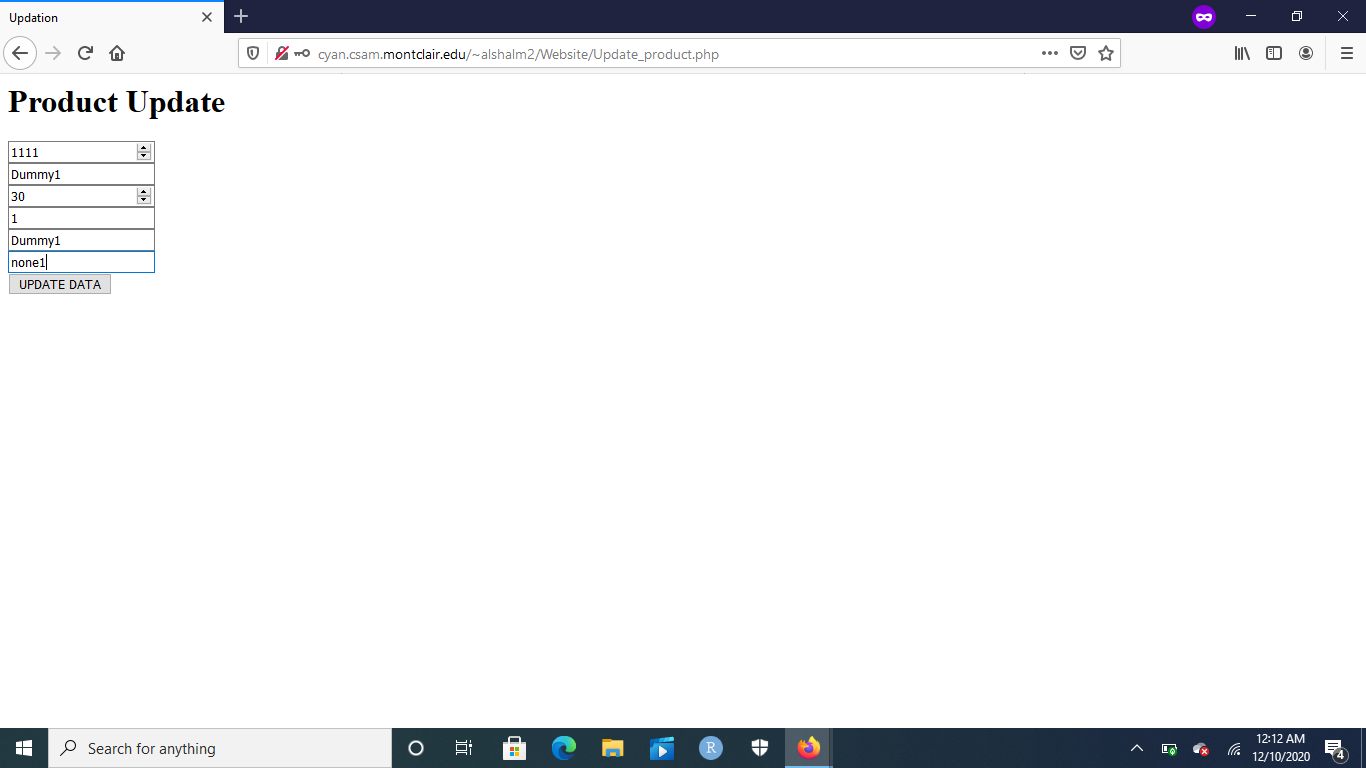 Updation
cyan.csam.montclair.edu/~alshalm2/Website/Update_product.php
Product Update
1111
Dummy1
30
1
Dummy1
none1
UPDATE DATA
Search for anything
R
12:12 AM
12/10/2020
4